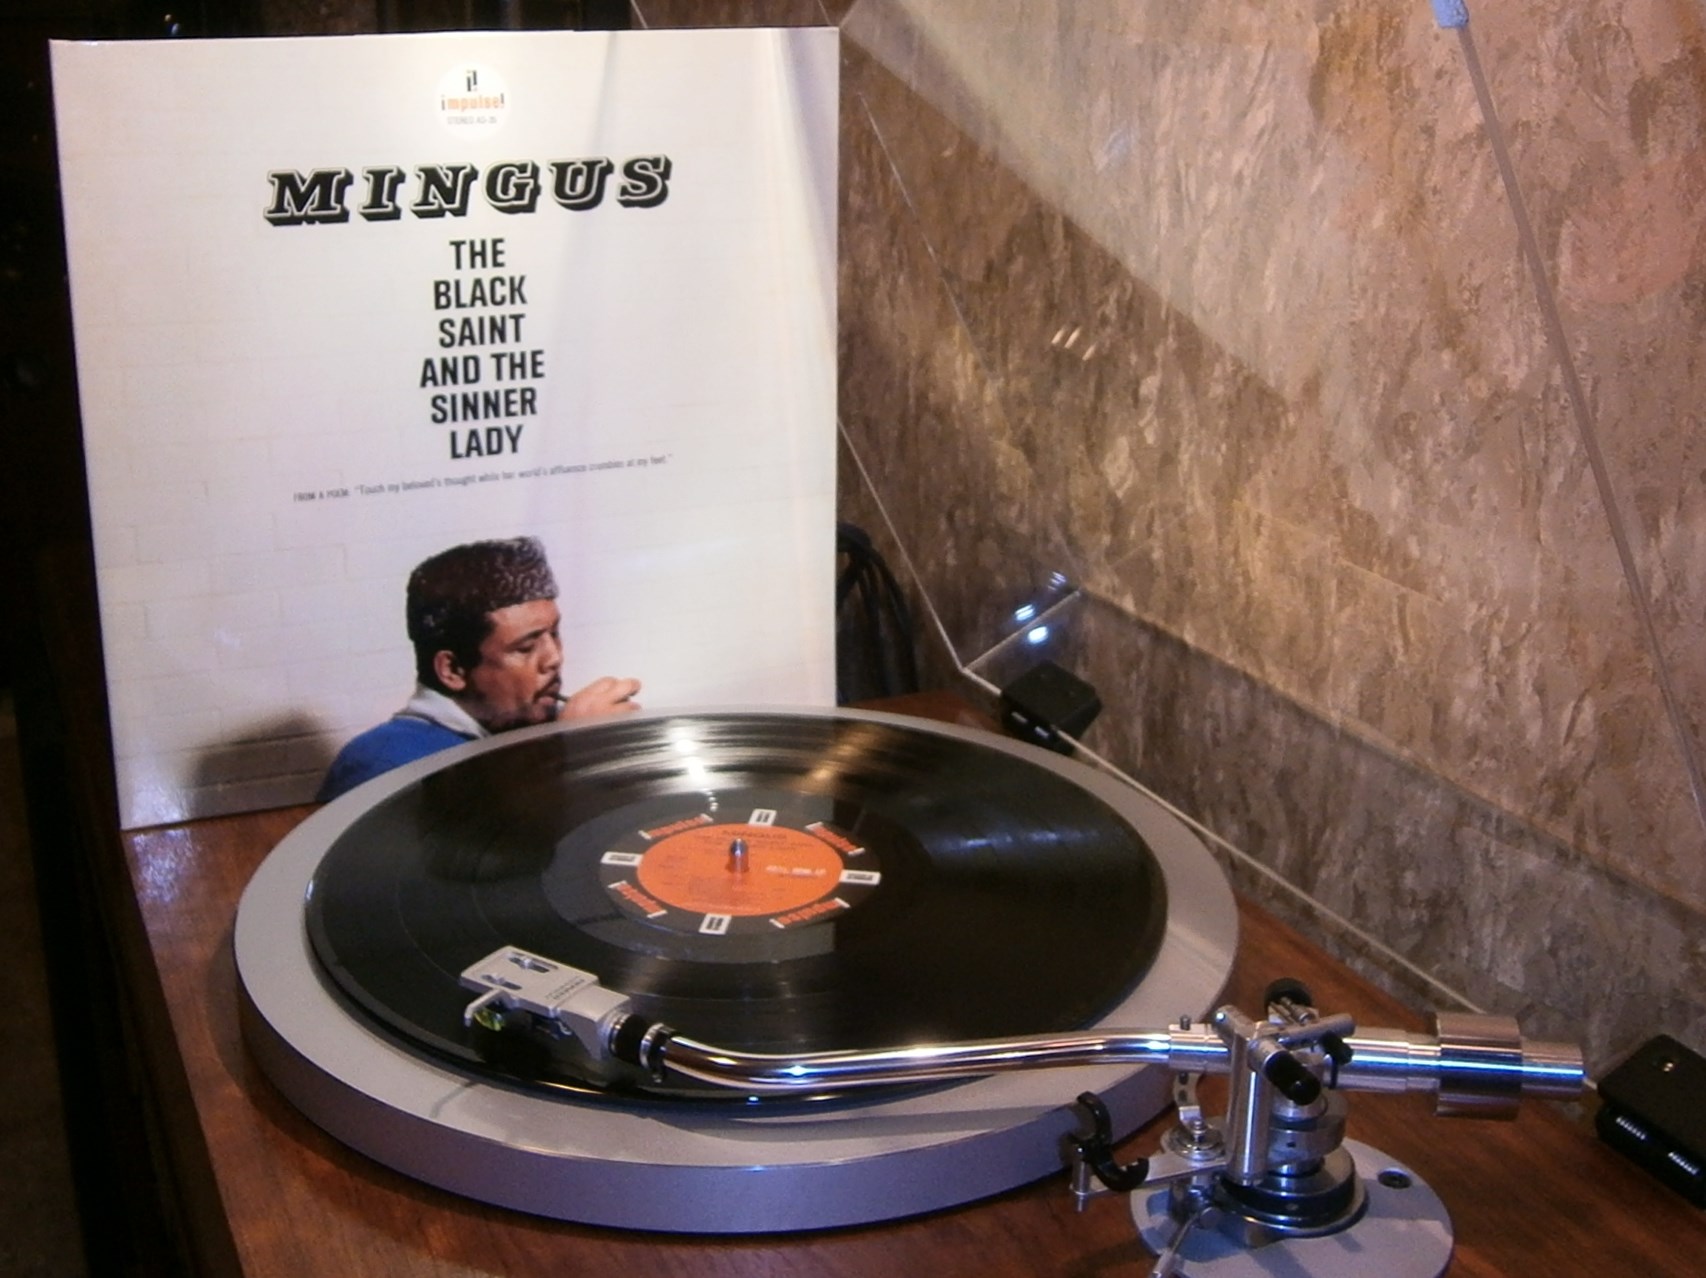 impulse!
STEREO AS-35
MINGUS
THE
BLACK
SAINT
AND THE
SINNER
LADY
FROM A POEM: "Touch my beloved's thought while her world's affluence crumbles at my feet."
impulse!